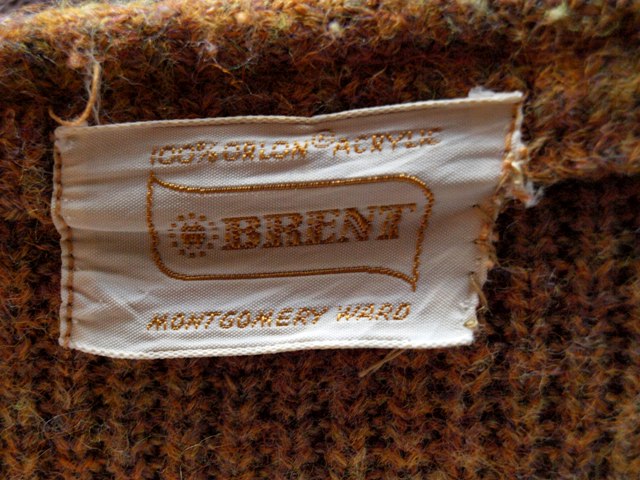 100% ORLON® ACRYLIC
BRENT
MONTGOMERY WARD